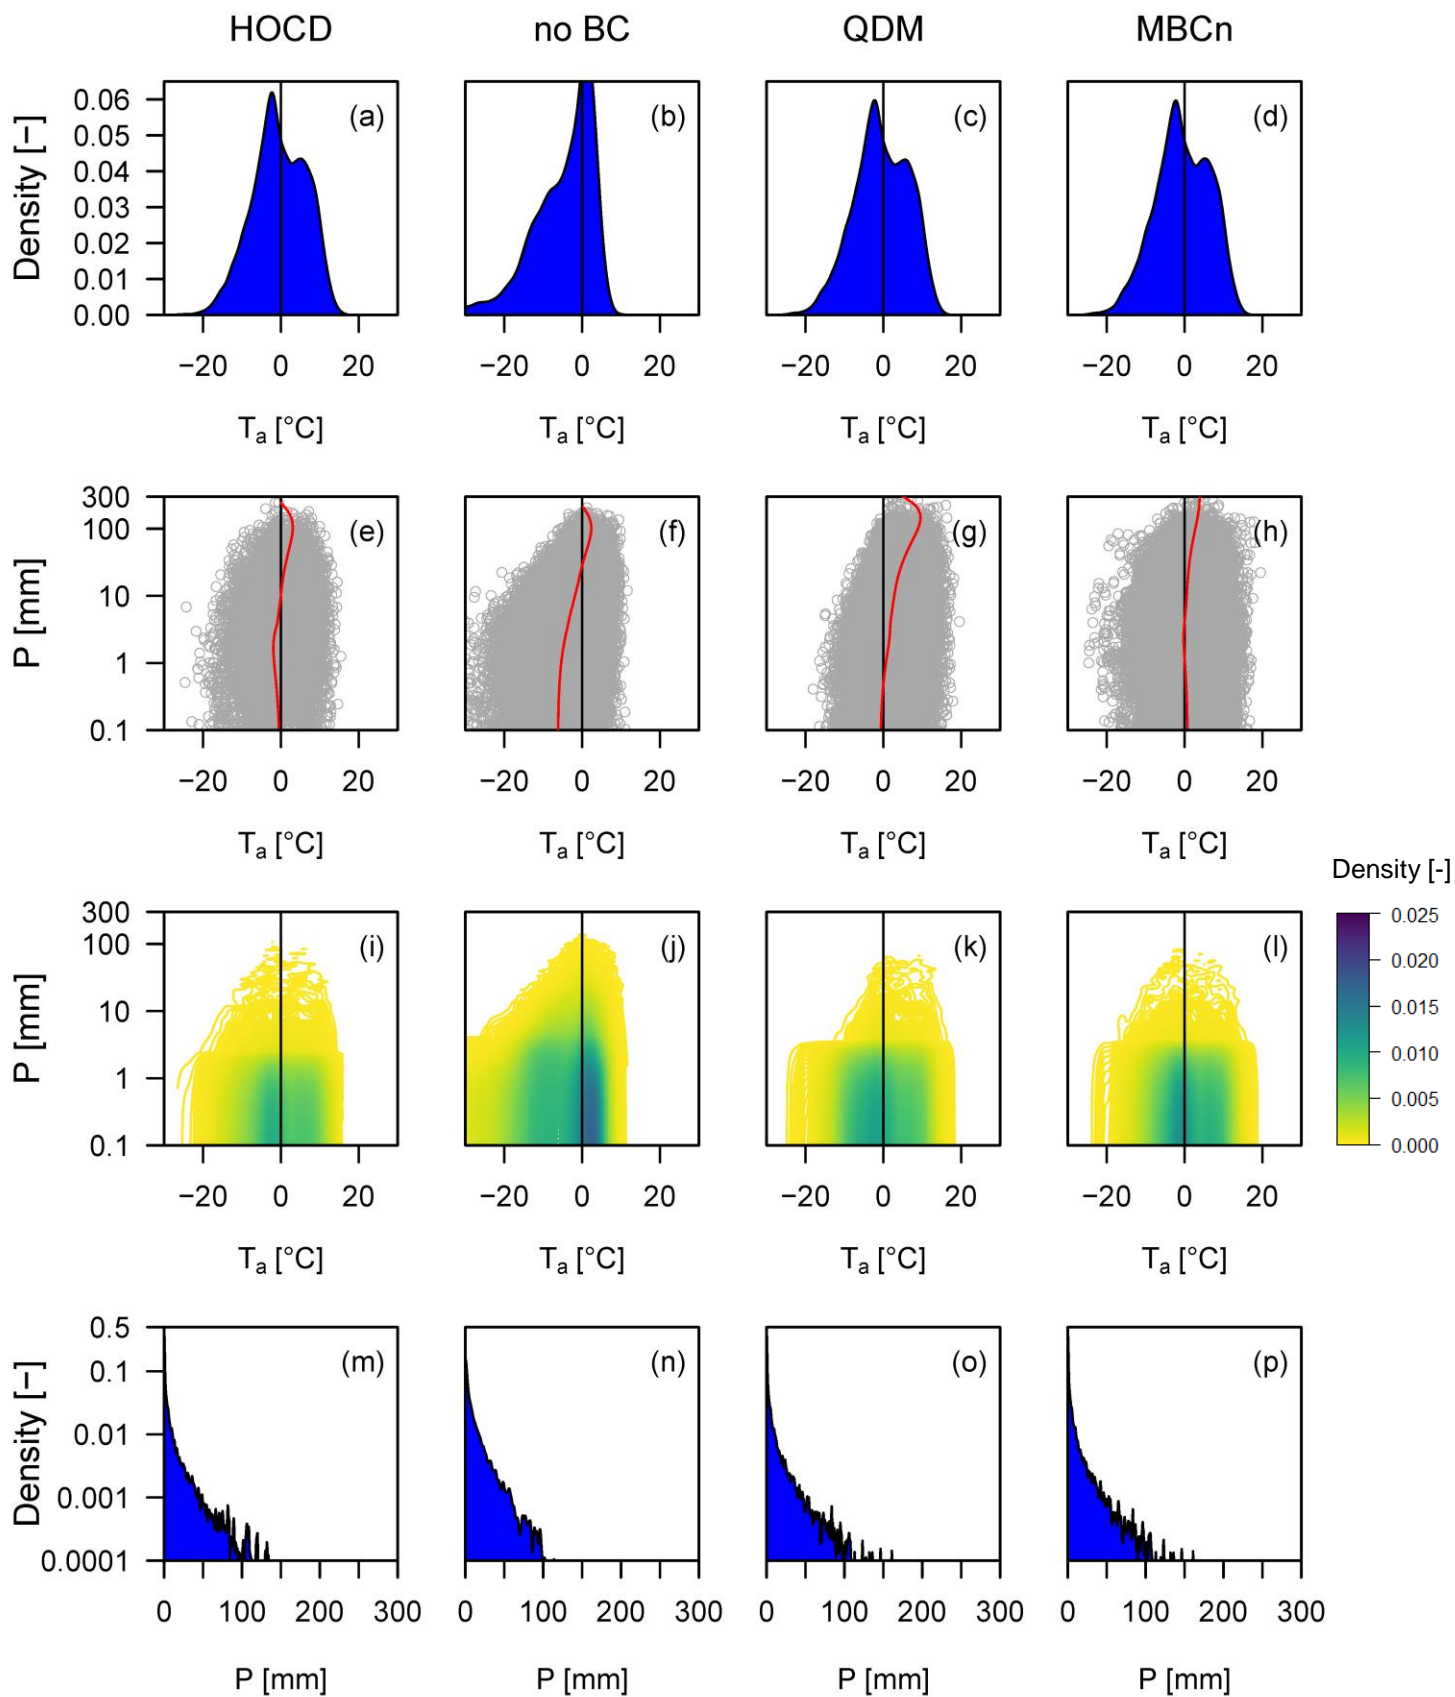 HOCD no BC QDM MBCn
Density [−]
0.06
0.05
0.04
0.03
0.02
0.01
0.00
(a) (b) (c) (d)
−20 0 20 −20 0 20 −20 0 20 −20 0 20
Ta [°C] Ta [°C] Ta [°C] Ta [°C]
P [mm]
300
100
10
1
0.1
(e) (f) (g) (h)
−20 0 20 −20 0 20 −20 0 20 −20 0 20
Ta [°C] Ta [°C] Ta [°C] Ta [°C]
P [mm]
300
100
10
1
0.1
(i) (j) (k) (l)
−20 0 20 −20 0 20 −20 0 20 −20 0 20
Ta [°C] Ta [°C] Ta [°C] Ta [°C]
Density [-]
0.025
0.020
0.015
0.010
0.005
0.000
Density [−]
0.5
0.1
0.01
0.001
0.0001
(m) (n) (o) (p)
0 100 200 300 0 100 200 300 0 100 200 300 0 100 200 300
P [mm] P [mm] P [mm] P [mm]